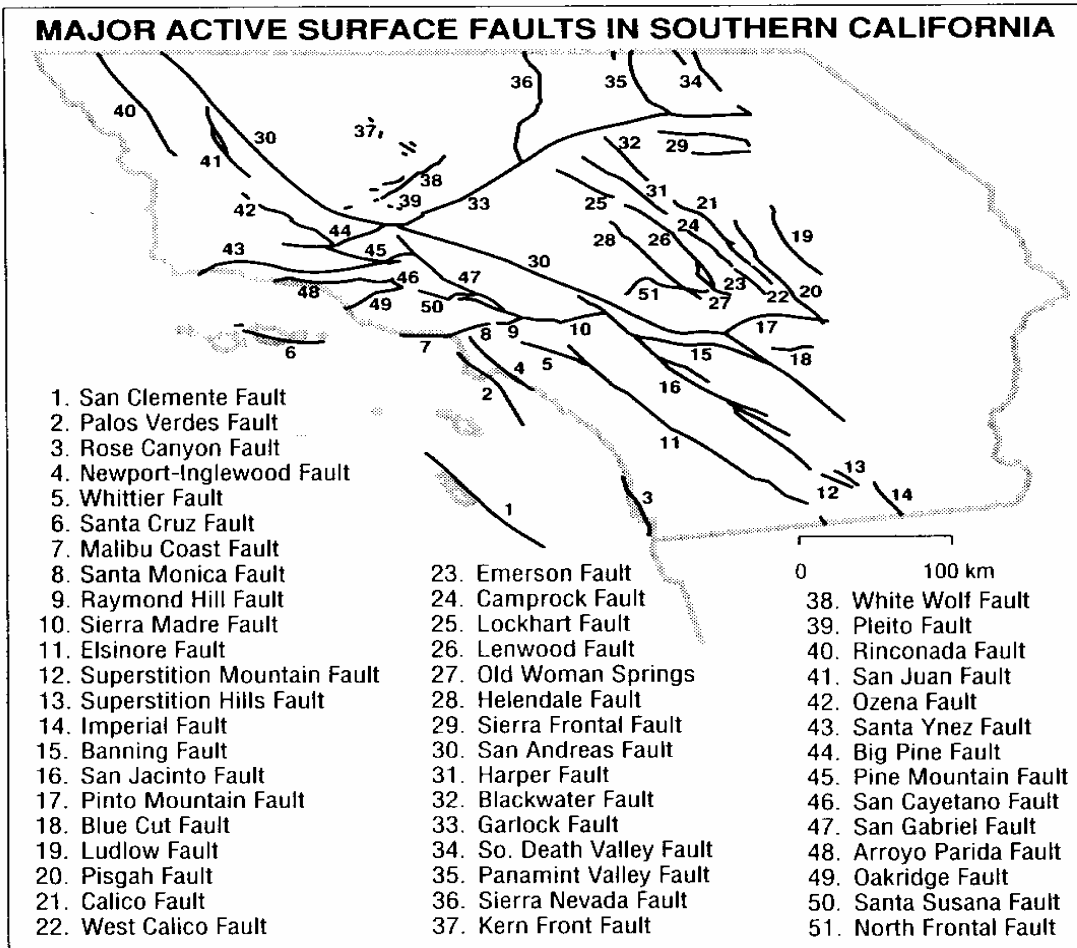 MAJOR ACTIVE SURFACE FAULTS IN SOUTHERN CALIFORNIA
40
30
41
42
43
44
45
46
47
48
49
50
37
38
39
33
36
35
34
29
32
31
25
21
24
26
28
23
22
27
51
19
20
30
17
18
15
10
9
8
7
6
5
4
2
16
11
12
13
14
3
1
0 100 km
1. San Clemente Fault
2. Palos Verdes Fault
3. Rose Canyon Fault
4. Newport-Inglewood Fault
5. Whittier Fault
6. Santa Cruz Fault
7. Malibu Coast Fault
8. Santa Monica Fault
9. Raymond Hill Fault
10. Sierra Madre Fault
11. Elsinore Fault
12. Superstition Mountain Fault
13. Superstition Hills Fault
14. Imperial Fault
15. Banning Fault
16. San Jacinto Fault
17. Pinto Mountain Fault
18. Blue Cut Fault
19. Ludlow Fault
20. Pisgah Fault
21. Calico Fault
22. West Calico Fault
23. Emerson Fault
24. Camprock Fault
25. Lockhart Fault
26. Lenwood Fault
27. Old Woman Springs
28. Helendale Fault
29. Sierra Frontal Fault
30. San Andreas Fault
31. Harper Fault
32. Blackwater Fault
33. Garlock Fault
34. So. Death Valley Fault
35. Panamint Valley Fault
36. Sierra Nevada Fault
37. Kern Front Fault
38. White Wolf Fault
39. Pleito Fault
40. Rinconada Fault
41. San Juan Fault
42. Ozena Fault
43. Santa Ynez Fault
44. Big Pine Fault
45. Pine Mountain Fault
46. San Cayetano Fault
47. San Gabriel Fault
48. Arroyo Parida Fault
49. Oakridge Fault
50. Santa Susana Fault
51. North Frontal Fault